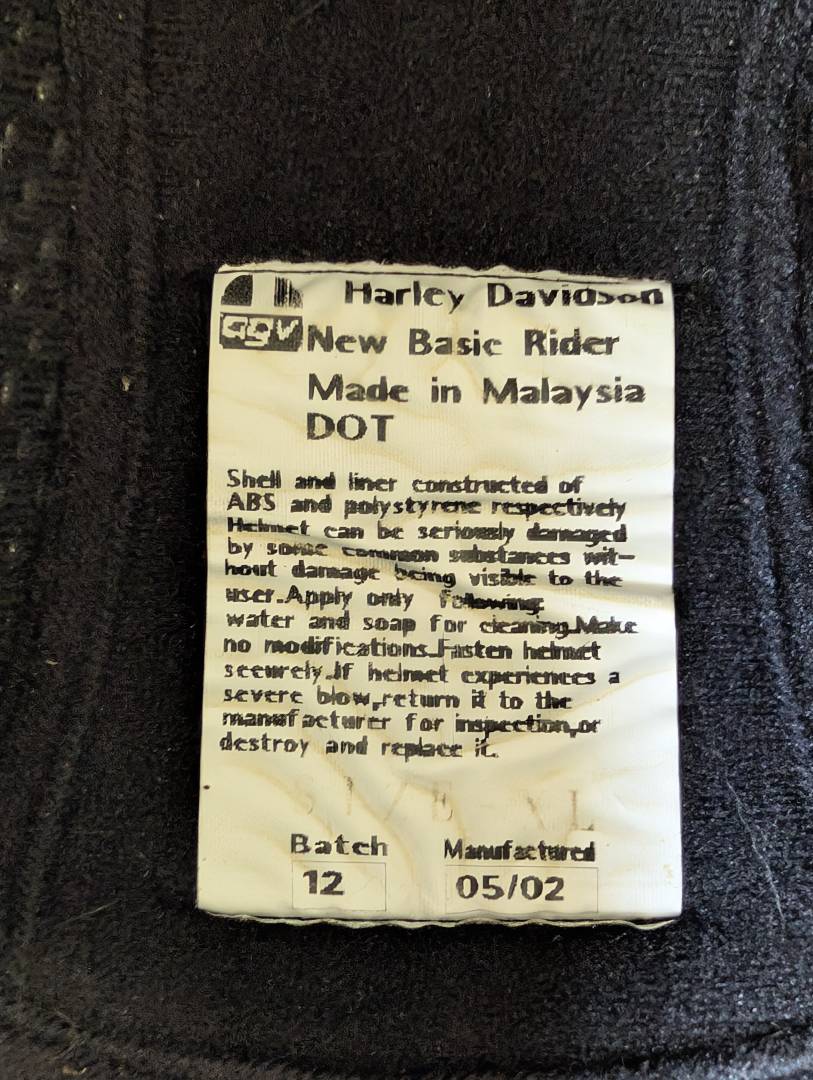 Harley Davidson
agv New Basic Rider
Made in Malaysia
DOT
Shell and liner constructed of
ABS and polystyrene respectively
Helmet can be seriously damaged
by some common substances wit-
hout damage being visible to the
user.Apply only following:
water and soap for cleaning.Make
no modifications.Fasten helmet
securely.If helmet experiences a
severe blow,return it to the
manufacturer for inspection,or
destroy and replace it.
SIZE-XL
Batch Manufactured
12 05/02